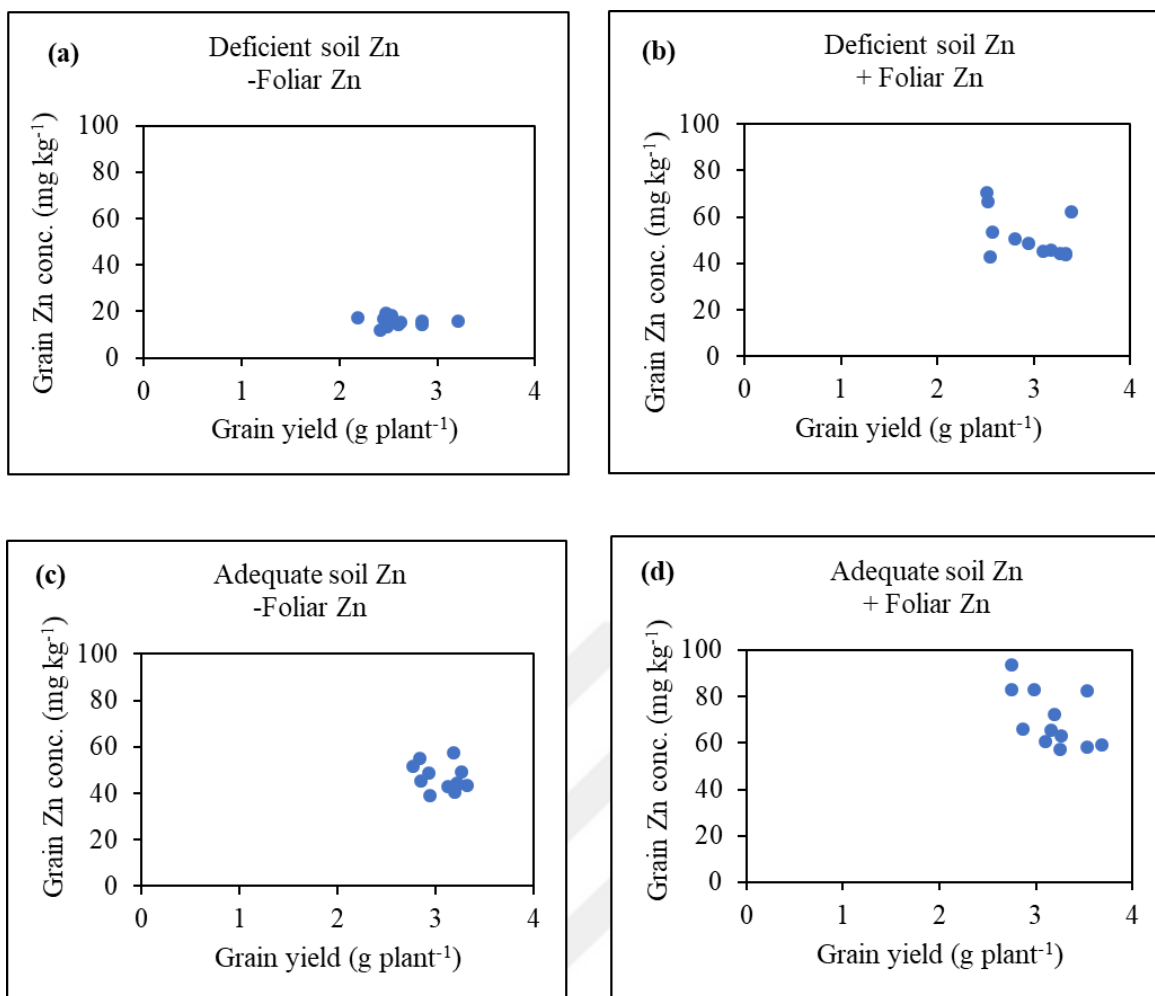 (a)
Deficient soil Zn
-Foliar Zn
Grain Zn conc. (mg kg⁻¹)
100
80
60
40
20
0
0 1 2 3 4
Grain yield (g plant⁻¹)
(b)
Deficient soil Zn
+ Foliar Zn
Grain Zn conc. (mg kg⁻¹)
100
80
60
40
20
0
0 1 2 3 4
Grain yield (g plant⁻¹)
(c)
Adequate soil Zn
-Foliar Zn
Grain Zn conc. (mg kg⁻¹)
100
80
60
40
20
0
0 1 2 3 4
Grain yield (g plant⁻¹)
(d)
Adequate soil Zn
+ Foliar Zn
Grain Zn conc. (mg kg⁻¹)
100
80
60
40
20
0
0 1 2 3 4
Grain yield (g plant⁻¹)